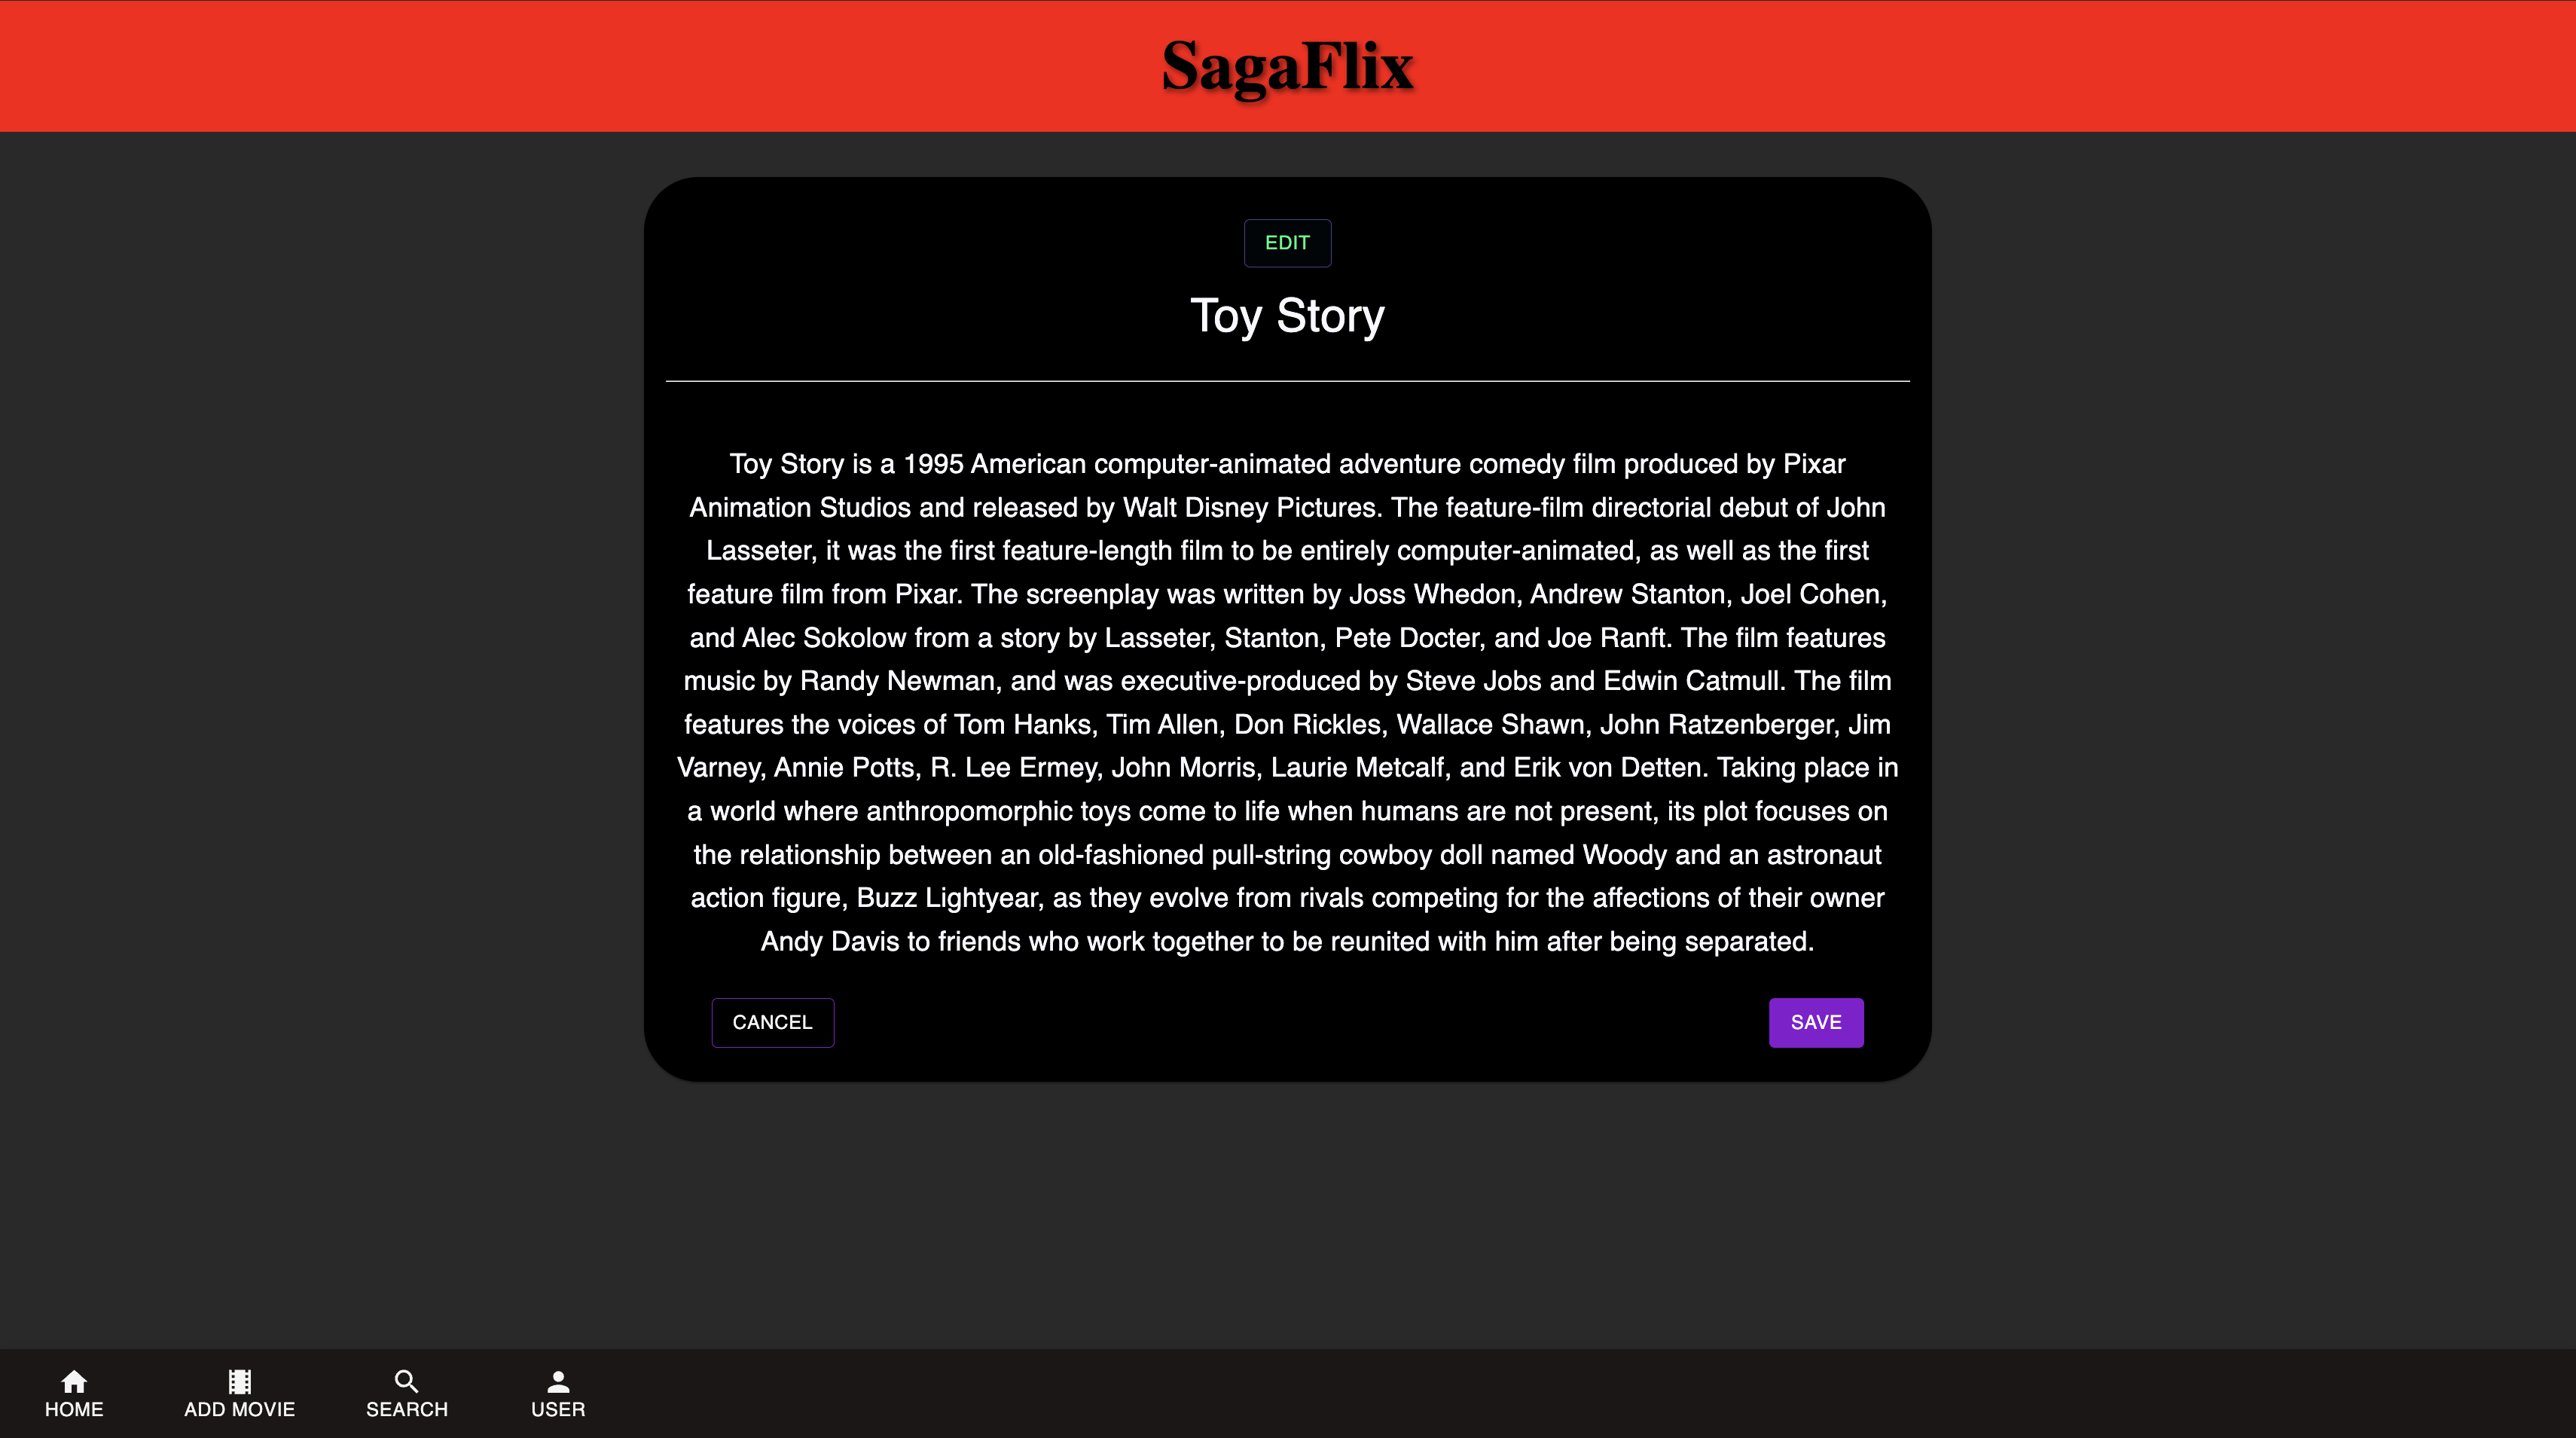 SagaFlix
EDIT
Toy Story
Toy Story is a 1995 American computer-animated adventure comedy film produced by Pixar
Animation Studios and released by Walt Disney Pictures. The feature-film directorial debut of John
Lasseter, it was the first feature-length film to be entirely computer-animated, as well as the first
feature film from Pixar. The screenplay was written by Joss Whedon, Andrew Stanton, Joel Cohen,
and Alec Sokolow from a story by Lasseter, Stanton, Pete Docter, and Joe Ranft. The film features
music by Randy Newman, and was executive-produced by Steve Jobs and Edwin Catmull. The film
features the voices of Tom Hanks, Tim Allen, Don Rickles, Wallace Shawn, John Ratzenberger, Jim
Varney, Annie Potts, R. Lee Ermey, John Morris, Laurie Metcalf, and Erik von Detten. Taking place in
a world where anthropomorphic toys come to life when humans are not present, its plot focuses on
the relationship between an old-fashioned pull-string cowboy doll named Woody and an astronaut
action figure, Buzz Lightyear, as they evolve from rivals competing for the affections of their owner
Andy Davis to friends who work together to be reunited with him after being separated.
CANCEL SAVE
HOME ADD MOVIE SEARCH USER